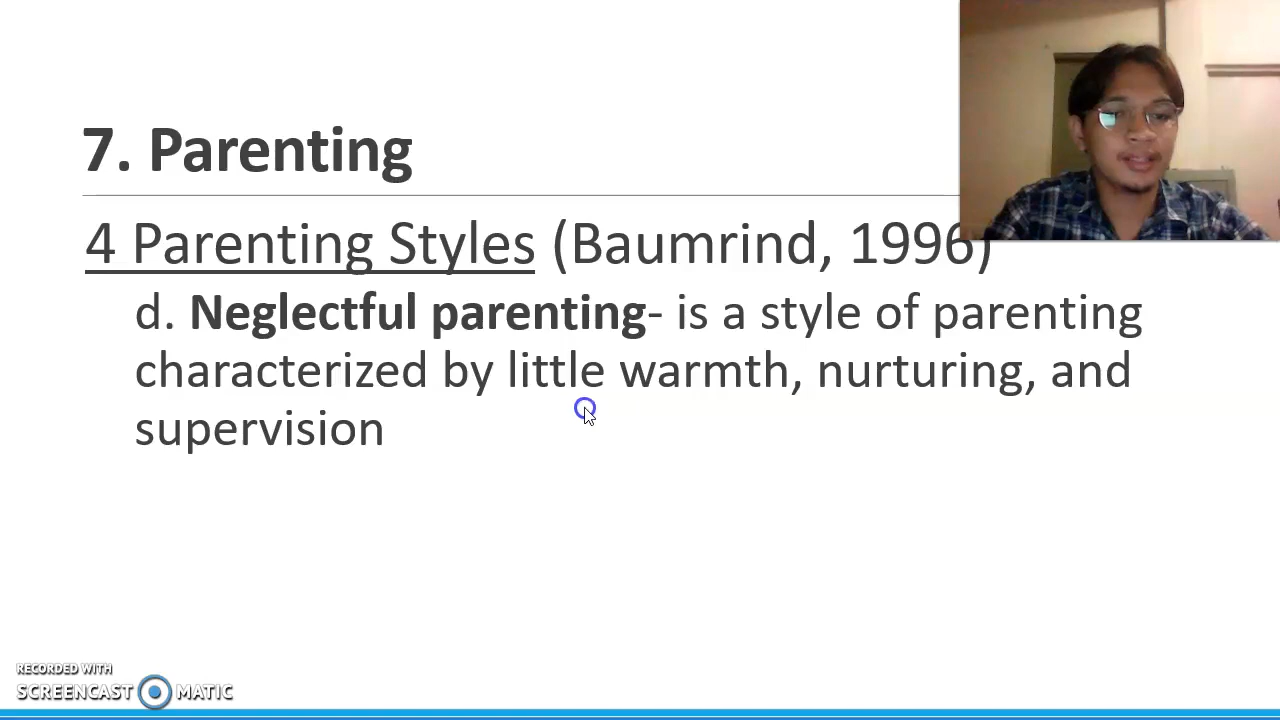 7. Parenting
4 Parenting Styles (Baumrind, 1996)
d. Neglectful parenting- is a style of parenting
characterized by little warmth, nurturing, and
supervision
RECORDED WITH
SCREENCAST MATIC